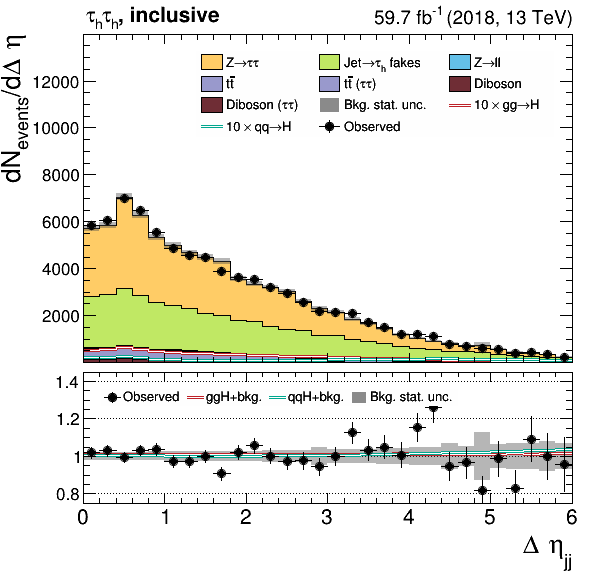 τhτh, inclusive 59.7 fb⁻¹ (2018, 13 TeV)
dNevents/dΔ η
Z→ττ Jet→τh fakes Z→ll
tt̄ tt̄ (ττ) Diboson
Diboson (ττ) Bkg. stat. unc. 10 × gg→H
10 × qq→H Observed
12000
10000
8000
6000
4000
2000
1.4
Observed ggH+bkg. qqH+bkg. Bkg. stat. unc.
1.2
1
0.8
0 1 2 3 4 5 6
Δ ηjj